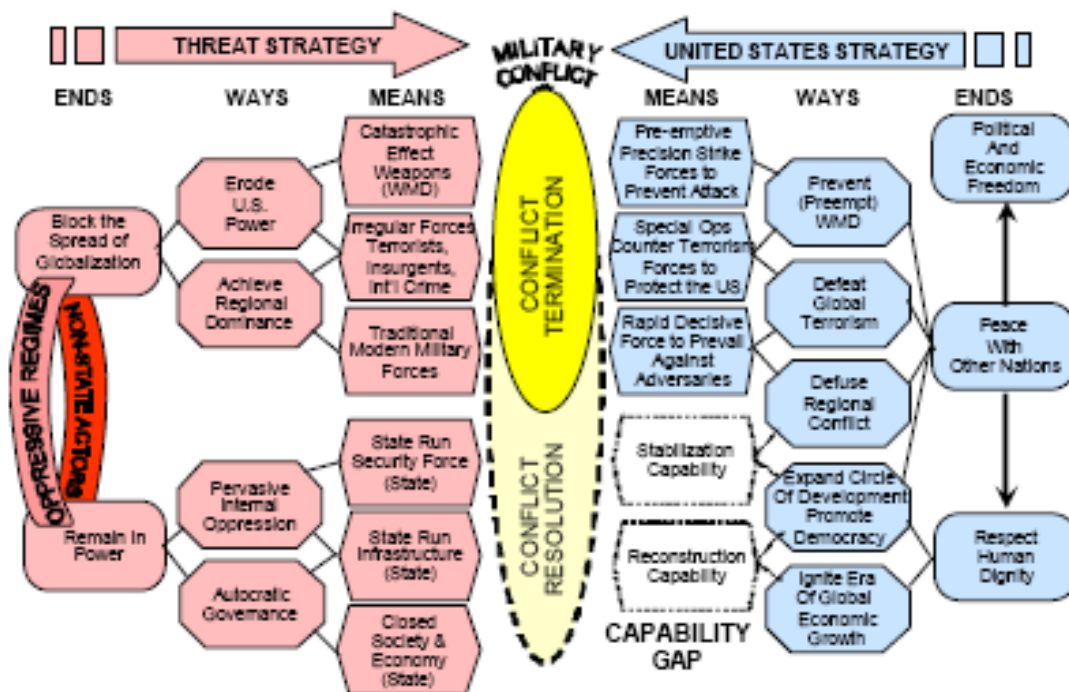 THREAT STRATEGY
MILITARY
CONFLICT
UNITED STATES STRATEGY
ENDS
WAYS
MEANS
MEANS
WAYS
ENDS
Block the
Spread of
Globalization
OPPRESSIVE REGIMES
NON-STATE ACTORS
Remain In
Power
Erode
U.S.
Power
Achieve
Regional
Dominance
Pervasive
Internal
Oppression
Autocratic
Governance
Catastrophic
Effect
Weapons
(WMD)
Irregular Forces
Terrorists,
Insurgents,
Int'l Crime
Traditional
Modern Military
Forces
State Run
Security Force
(State)
State Run
Infrastructure
(State)
Closed
Society &
Economy (State)
CONFLICT
TERMINATION
CONFLICT
RESOLUTION
Pre-emptive
Precision Strike
Forces to
Prevent Attack
Special Ops
Counter Terrorism
Forces to
Protect the US
Rapid Decisive
Force to Prevail
Against
Adversaries
Stabilization
Capability
Reconstruction
Capability
CAPABILITY
GAP
Prevent
(Preempt)
WMD
Defeat
Global
Terrorism
Defuse
Regional
Conflict
Expand Circle
Of Development
Promote
Democracy
Ignite Era
Of Global
Economic
Growth
Political
And
Economic
Freedom
Peace
With
Other Nations
Respect
Human
Dignity